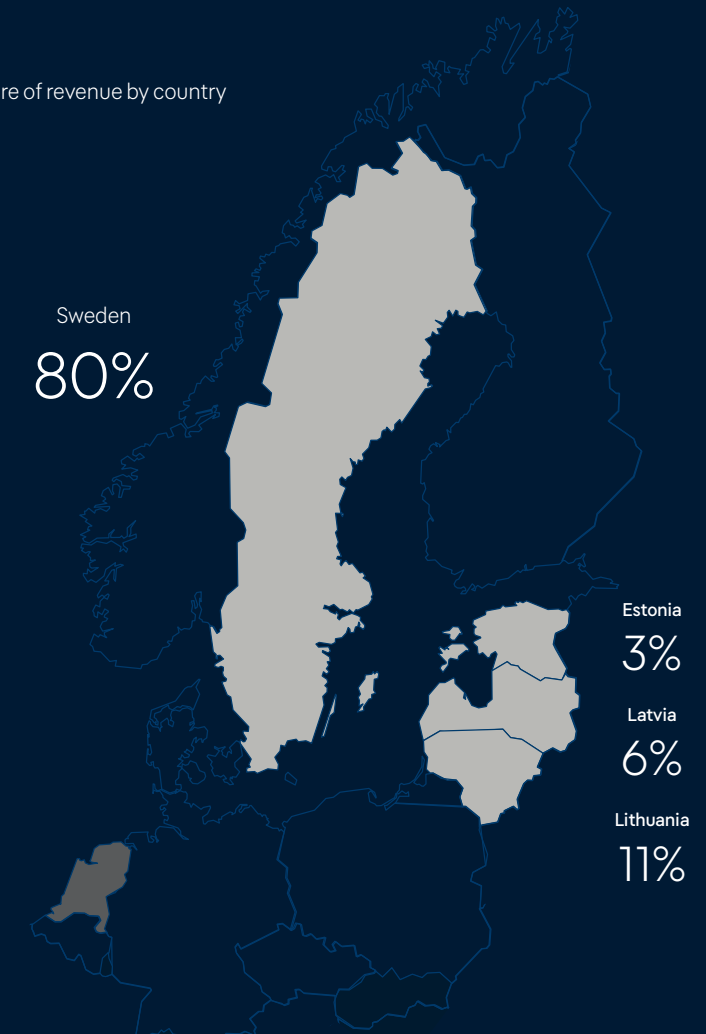 re of revenue by country
Sweden
80%
Estonia
3%
Latvia
6%
Lithuania
11%